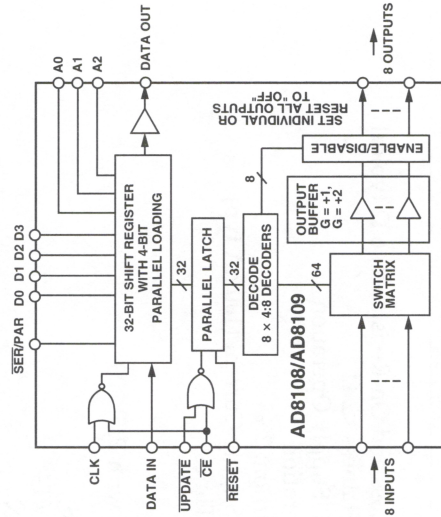 SER/PAR D0 D1 D2 D3
A0
A1
A2
CLK
DATA IN
UPDATE
CE
RESET
32-BIT SHIFT REGISTER
WITH 4-BIT
PARALLEL LOADING
DATA OUT
32
PARALLEL LATCH
32
DECODE
8 × 4:8 DECODERS
8
SET INDIVIDUAL OR
RESET ALL OUTPUTS
TO "OFF"
AD8108/AD8109
64
OUTPUT
BUFFER
G = +1,
G = +2
ENABLE/DISABLE
SWITCH
MATRIX
8 INPUTS
8 OUTPUTS